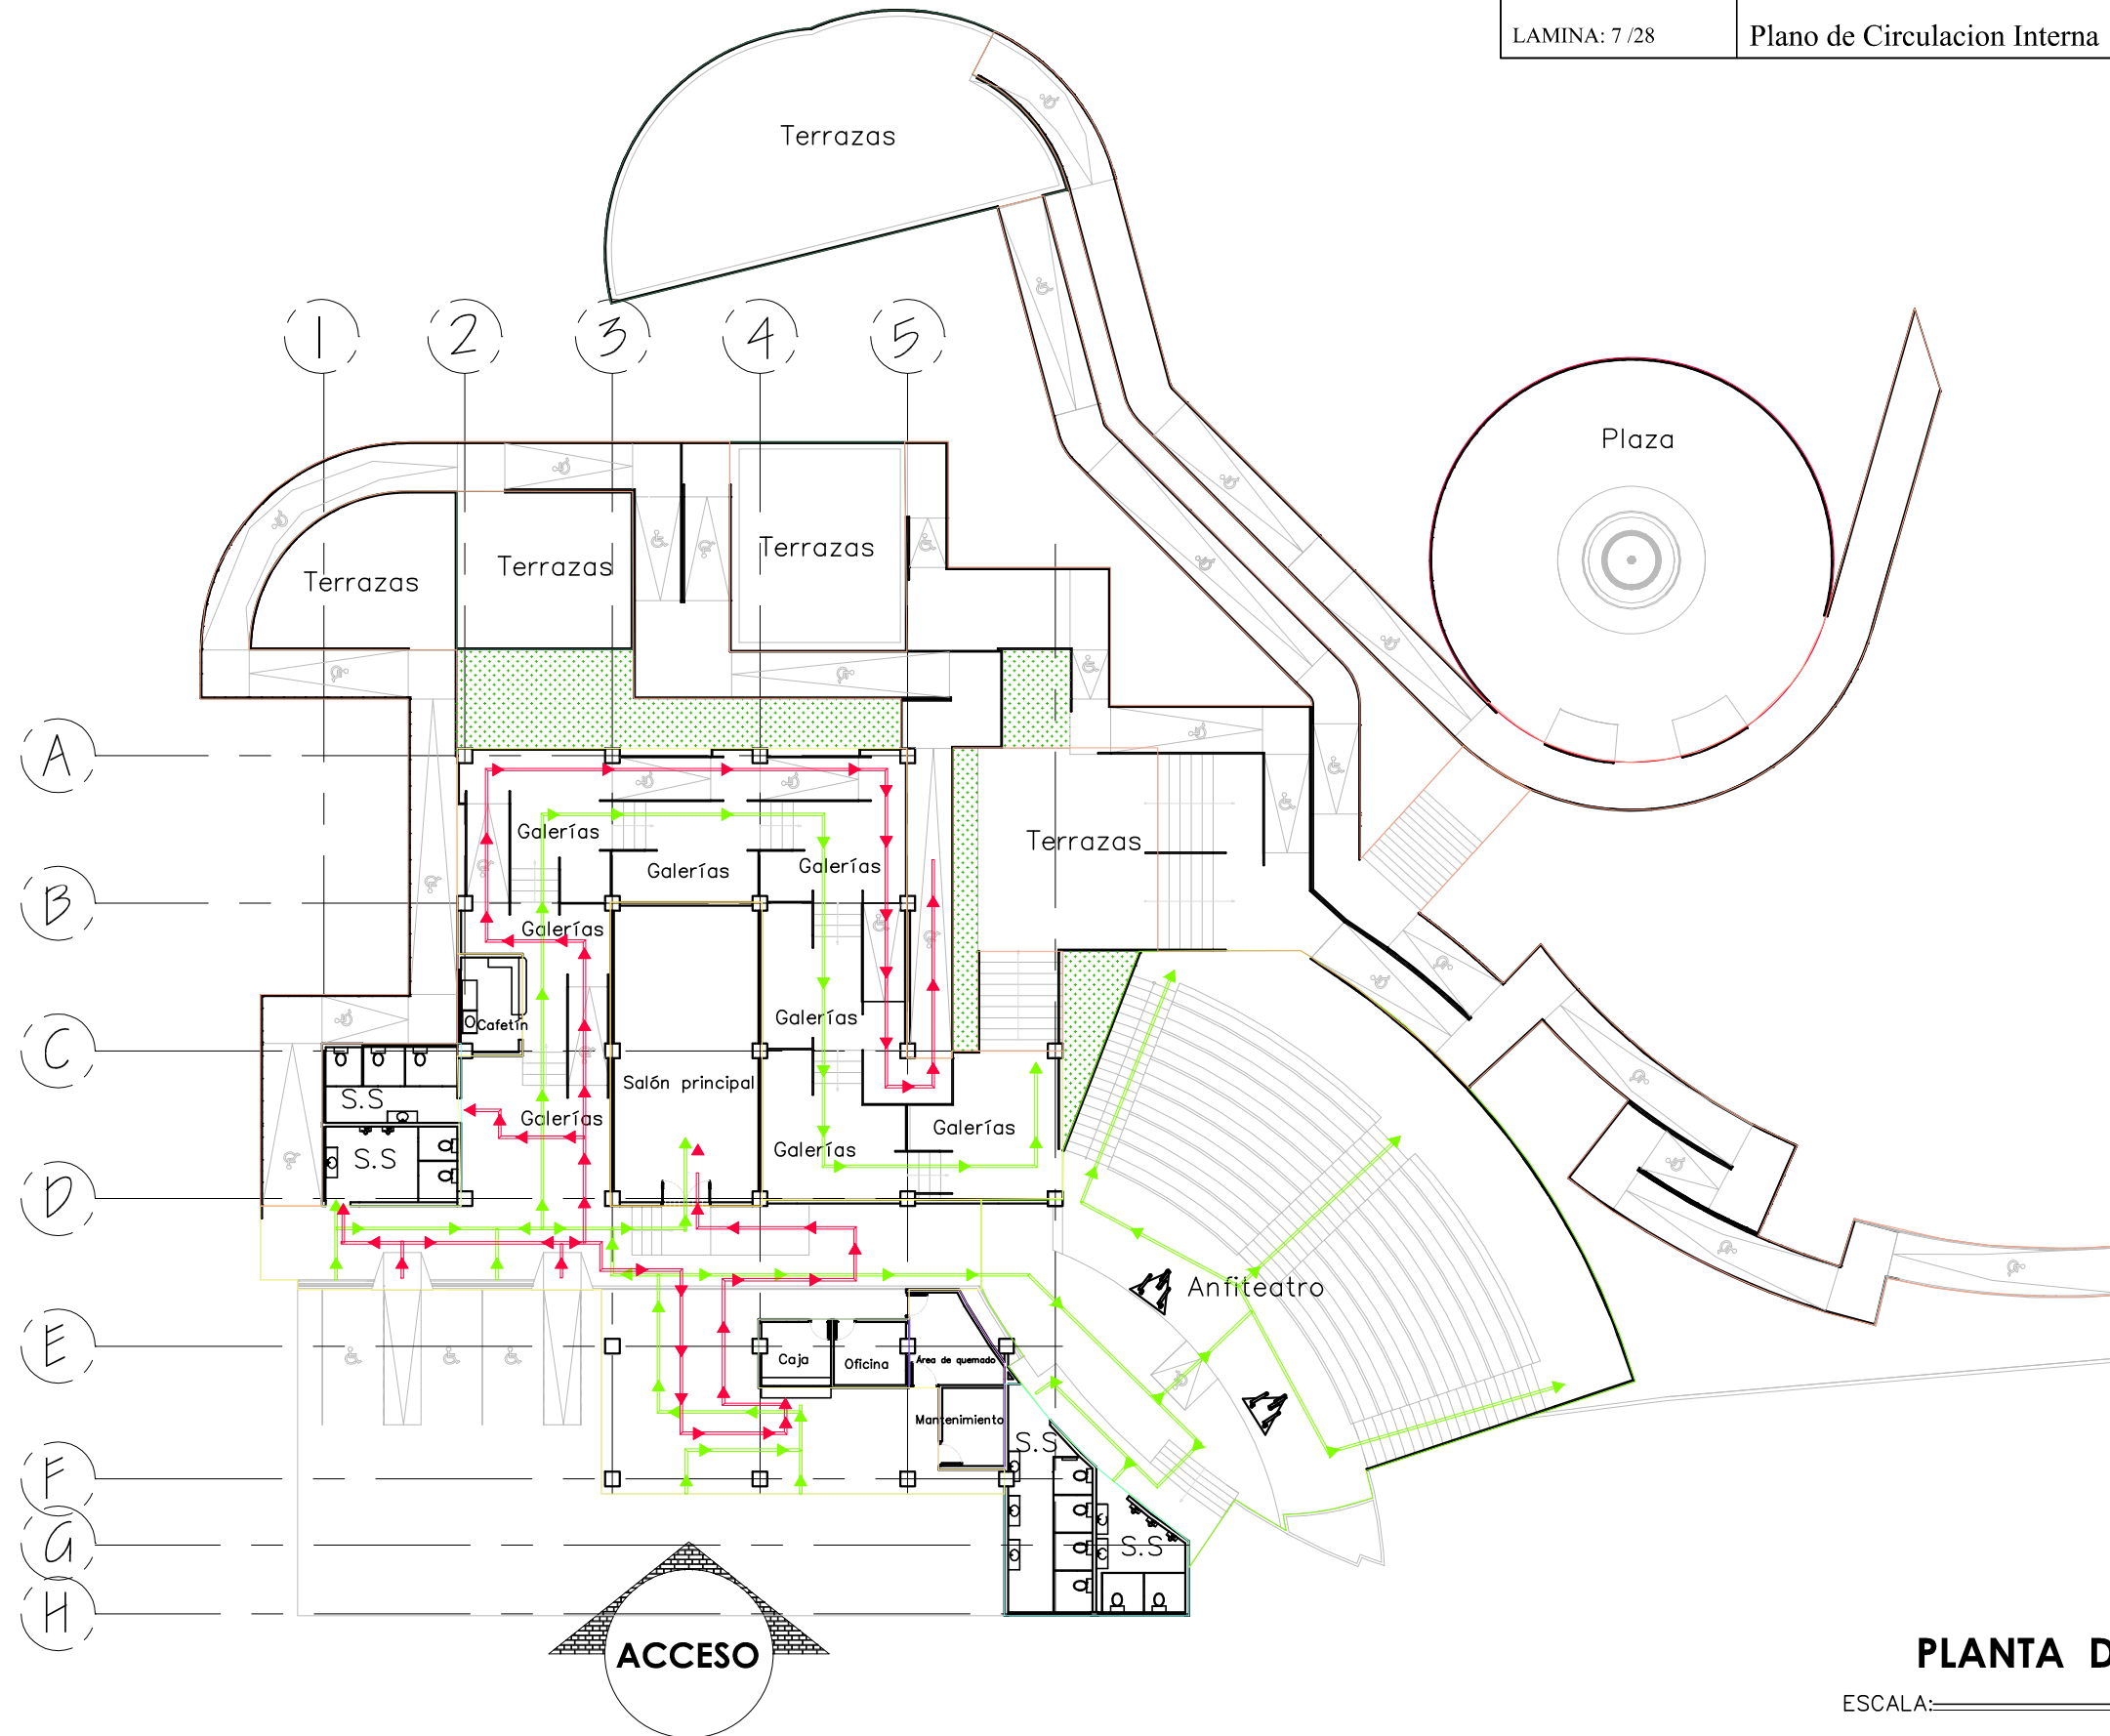 LAMINA: 7 /28
Plano de Circulacion Interna
Terrazas
1
2
3
4
5
Plaza
Terrazas
Terrazas
Terrazas
A
Galerías
Galerías
Galerías
Terrazas
B
Galerías
Cafetín
Galerías
C
Salón principal
S.S
Galerías
Galerías
Galerías
S.S
D
Anfiteatro
E
Caja
Oficina
Área de quemado
Mantenimiento
S.S
F
G
S.S
H
ACCESO
PLANTA D
ESCALA: